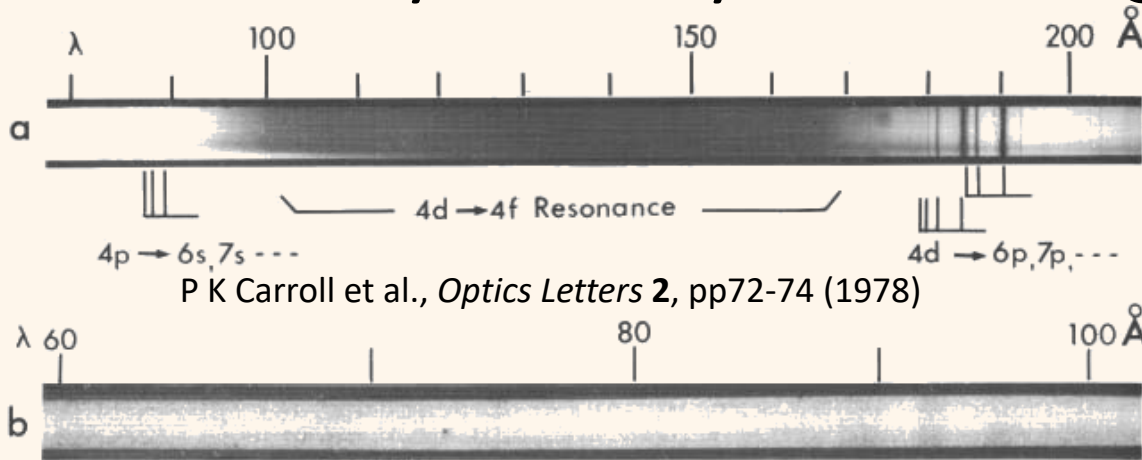 λ 100 150 200 Å
a
4d → 4f Resonance
4p → 6s, 7s - - -
4d → 6p, 7p, - - -
P K Carroll et al., Optics Letters 2, pp72-74 (1978)
λ 60 80 100 Å
b